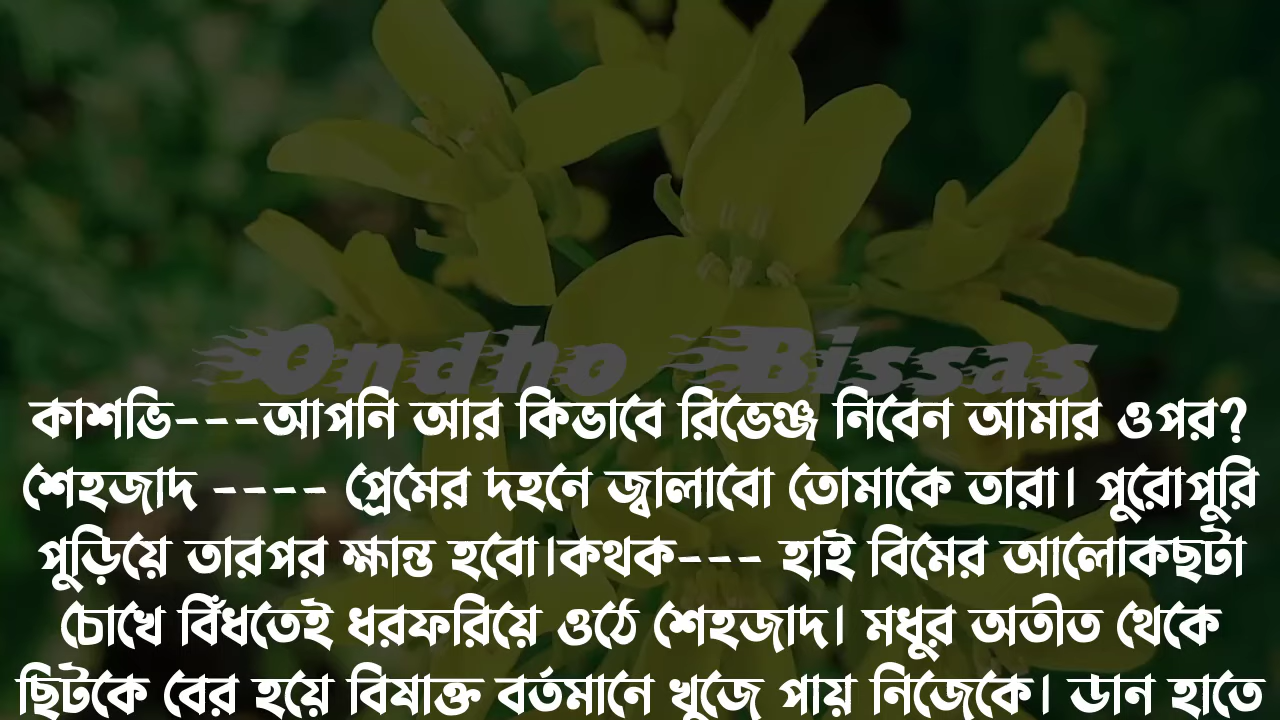 Ondho Bissas
কাশভি---আপনি আর কিভাবে রিভেঞ্জ নিবেন আমার ওপর?
শেহজাদ ---- প্রেমের দহনে জ্বালাবো তোমাকে তারা। পুরোপুরি
পুড়িয়ে তারপর ক্ষান্ত হবো।কথক--- হাই বিমের আলোকছটা
চোখে বিঁধতেই ধরফরিয়ে ওঠে শেহজাদ। মধুর অতীত থেকে
ছিটকে বের হয়ে বিষাক্ত বর্তমানে খুজে পায় নিজেকে। ডান হাতে